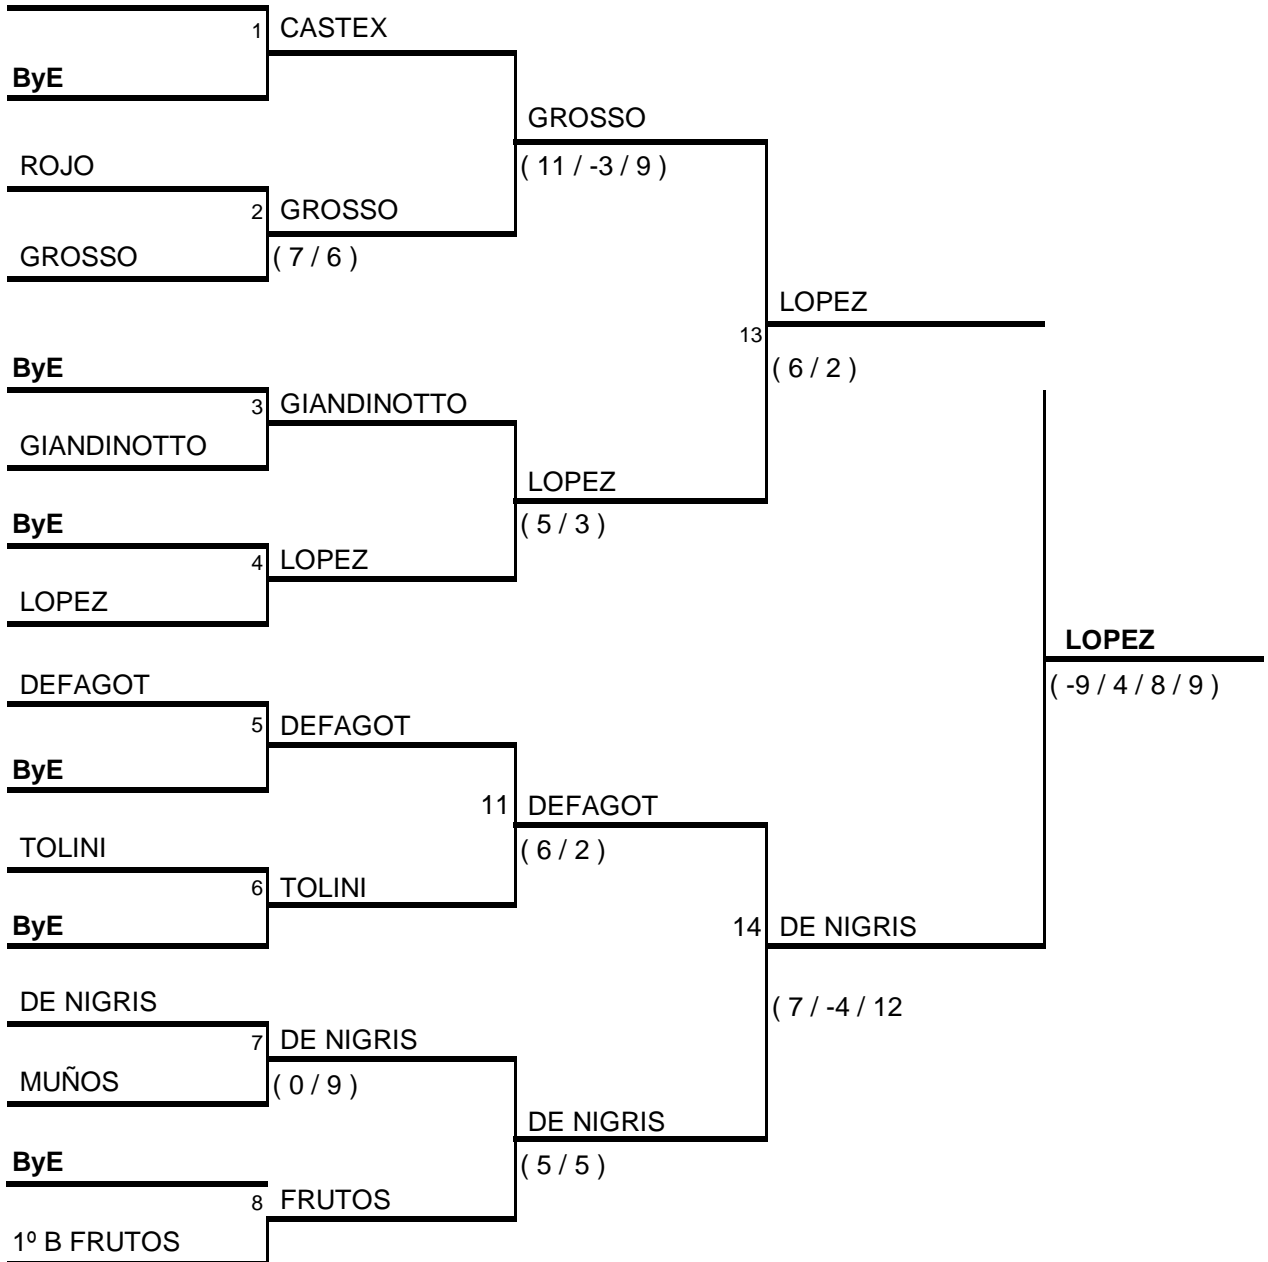 1 CASTEX
ByE
GROSSO
ROJO
( 11 / -3 / 9 )
2 GROSSO
GROSSO
( 7 / 6 )
LOPEZ
13
ByE
( 6 / 2 )
3 GIANDINOTTO
GIANDINOTTO
LOPEZ
ByE
( 5 / 3 )
4 LOPEZ
LOPEZ
LOPEZ
DEFAGOT
( -9 / 4 / 8 / 9 )
5 DEFAGOT
ByE
11 DEFAGOT
TOLINI
( 6 / 2 )
6 TOLINI
ByE
14 DE NIGRIS
DE NIGRIS
( 7 / -4 / 12
7 DE NIGRIS
MUÑOS
( 0 / 9 )
DE NIGRIS
ByE
( 5 / 5 )
8 FRUTOS
1º B FRUTOS